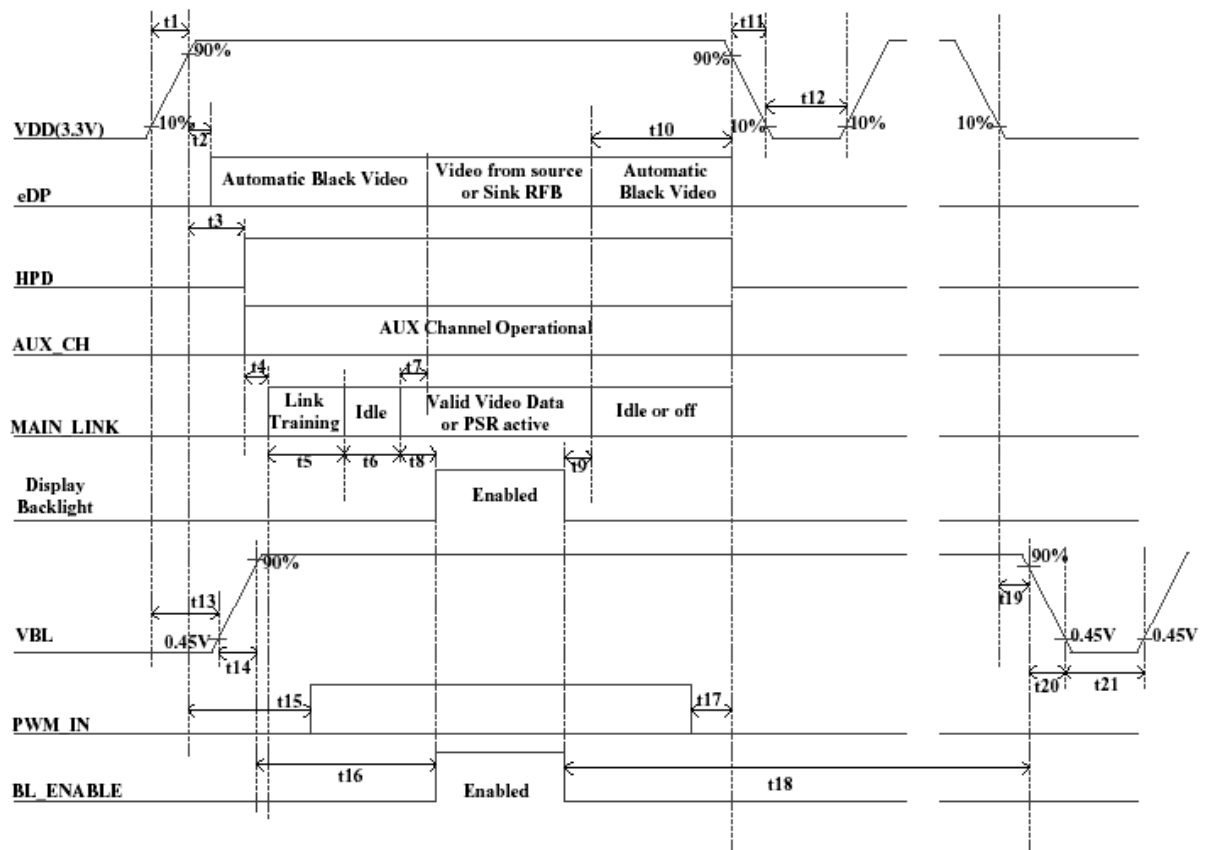 t1
t11
90%
90%
t12
VDD(3.3V)
10%
t2
t10
10%
10%
10%
eDP
Automatic Black Video
Video from source
or Sink RFB
Automatic
Black Video
t3
HPD
AUX_CH
AUX Channel Operational
t4
t7
MAIN_LINK
Link
Training
Idle
Valid Video Data
or PSR active
Idle or off
t5
t6
t8
t9
Display
Backlight
Enabled
90%
90%
t13
t19
VBL
0.45V
0.45V
0.45V
t14
t20
t21
t15
t17
PWM_IN
t16
t18
BL_ENABLE
Enabled